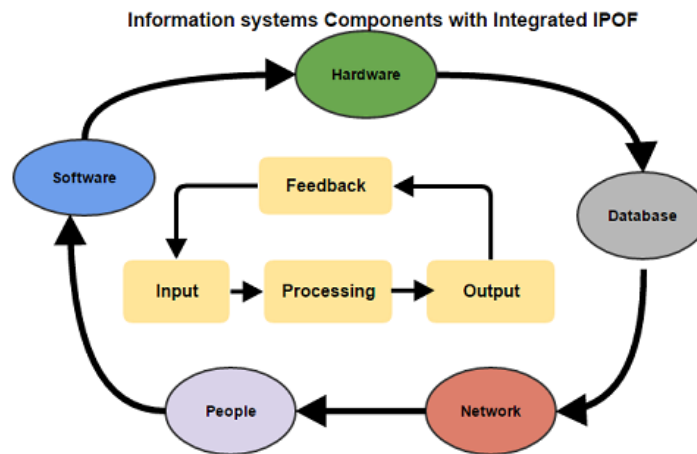 Information systems Components with Integrated IPOF
Hardware
Software
Feedback
Database
Input
Processing
Output
People
Network